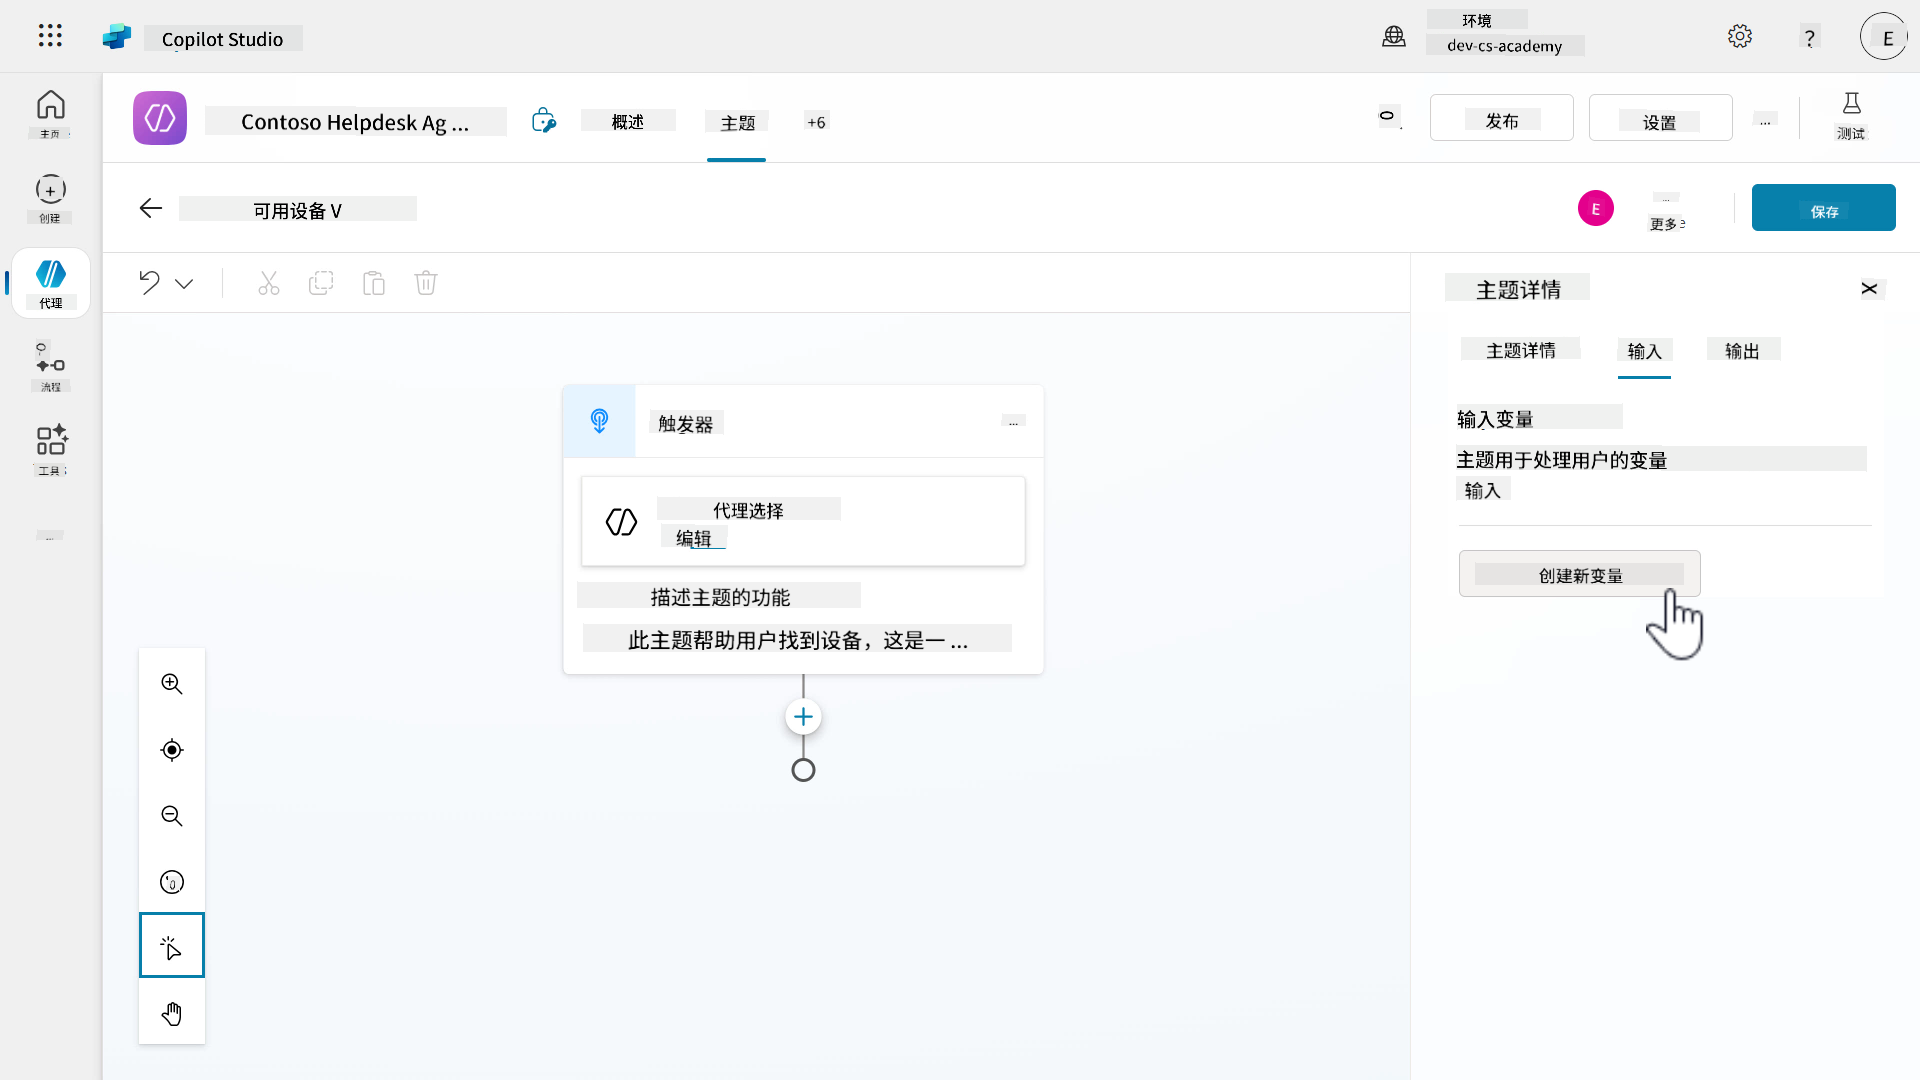 Copilot Studio
环境
dev-cs-academy
?
E
主页
Contoso Helpdesk Ag ...
概述
主题
+6
发布
设置
...
测试
创建
可用设备 V
E
...
更多
保存
代理
流程
工具
...
主题详情
主题详情
输入
输出
输入变量
主题用于处理用户的变量
输入
创建新变量
触发器
...
代理选择
编辑
描述主题的功能
此主题帮助用户找到设备，这是一 ...